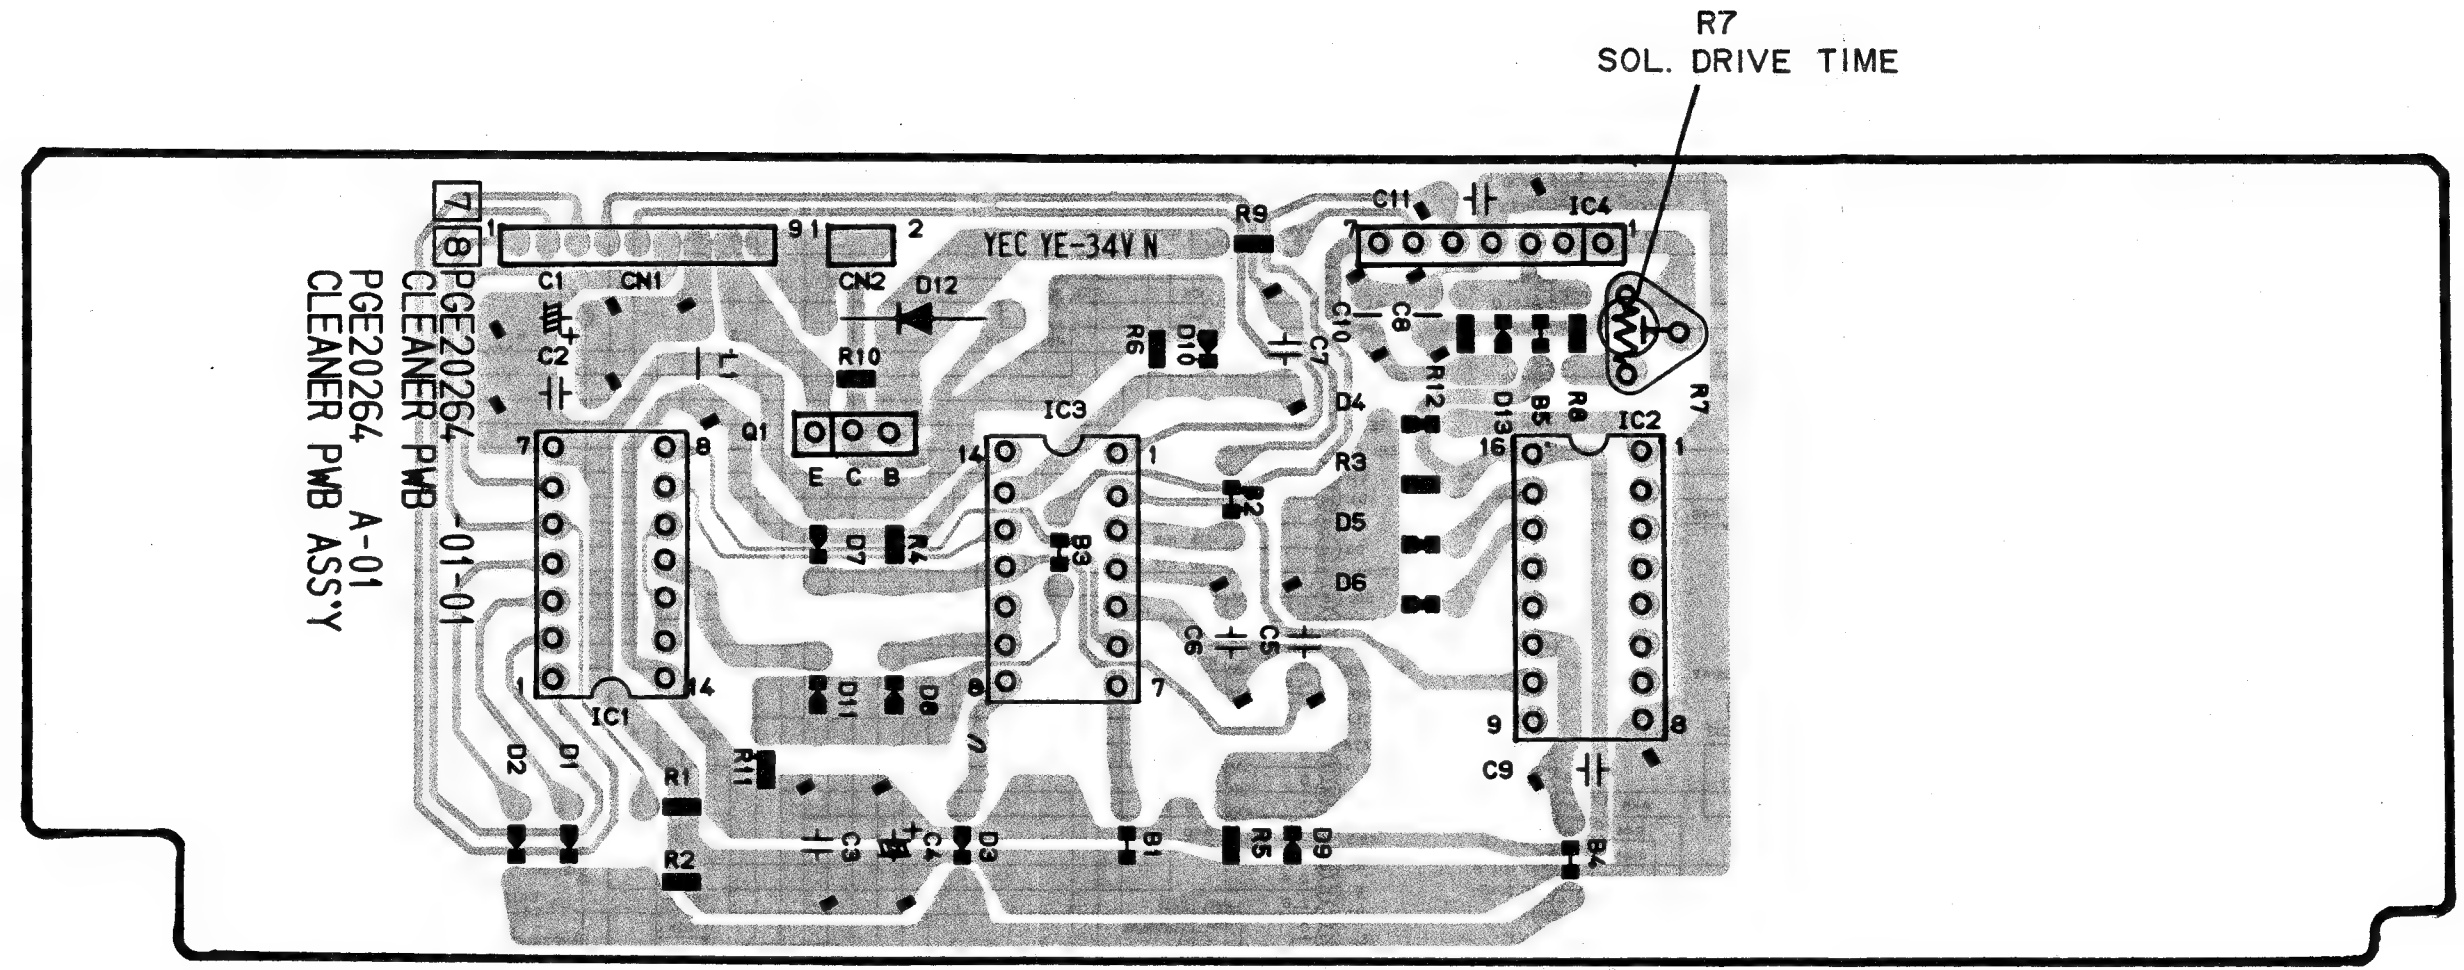 R7
SOL. DRIVE TIME
7
8
1
9
1
2
CN1
CN2
YEC YE-34V N
R9
C11
IC4
7
1
C1
+
C2
L1
D12
R10
R6
D10
C7
C10
C8
R12
D13
B5
R8
R7
PGE20264 -01-01
CLEANER PWB
PGE20264 A-01
CLEANER PWB ASS'Y
Q1
E C B
IC3
14
1
8
7
D4
R3
D5
D6
IC2
16
1
9
8
7
8
1
14
IC1
D7
R4
B3
B2
C6
C5
D11
D8
D2
D1
R1
R2
R11
C3
+
C4
D3
B1
R5
D9
C9
B4